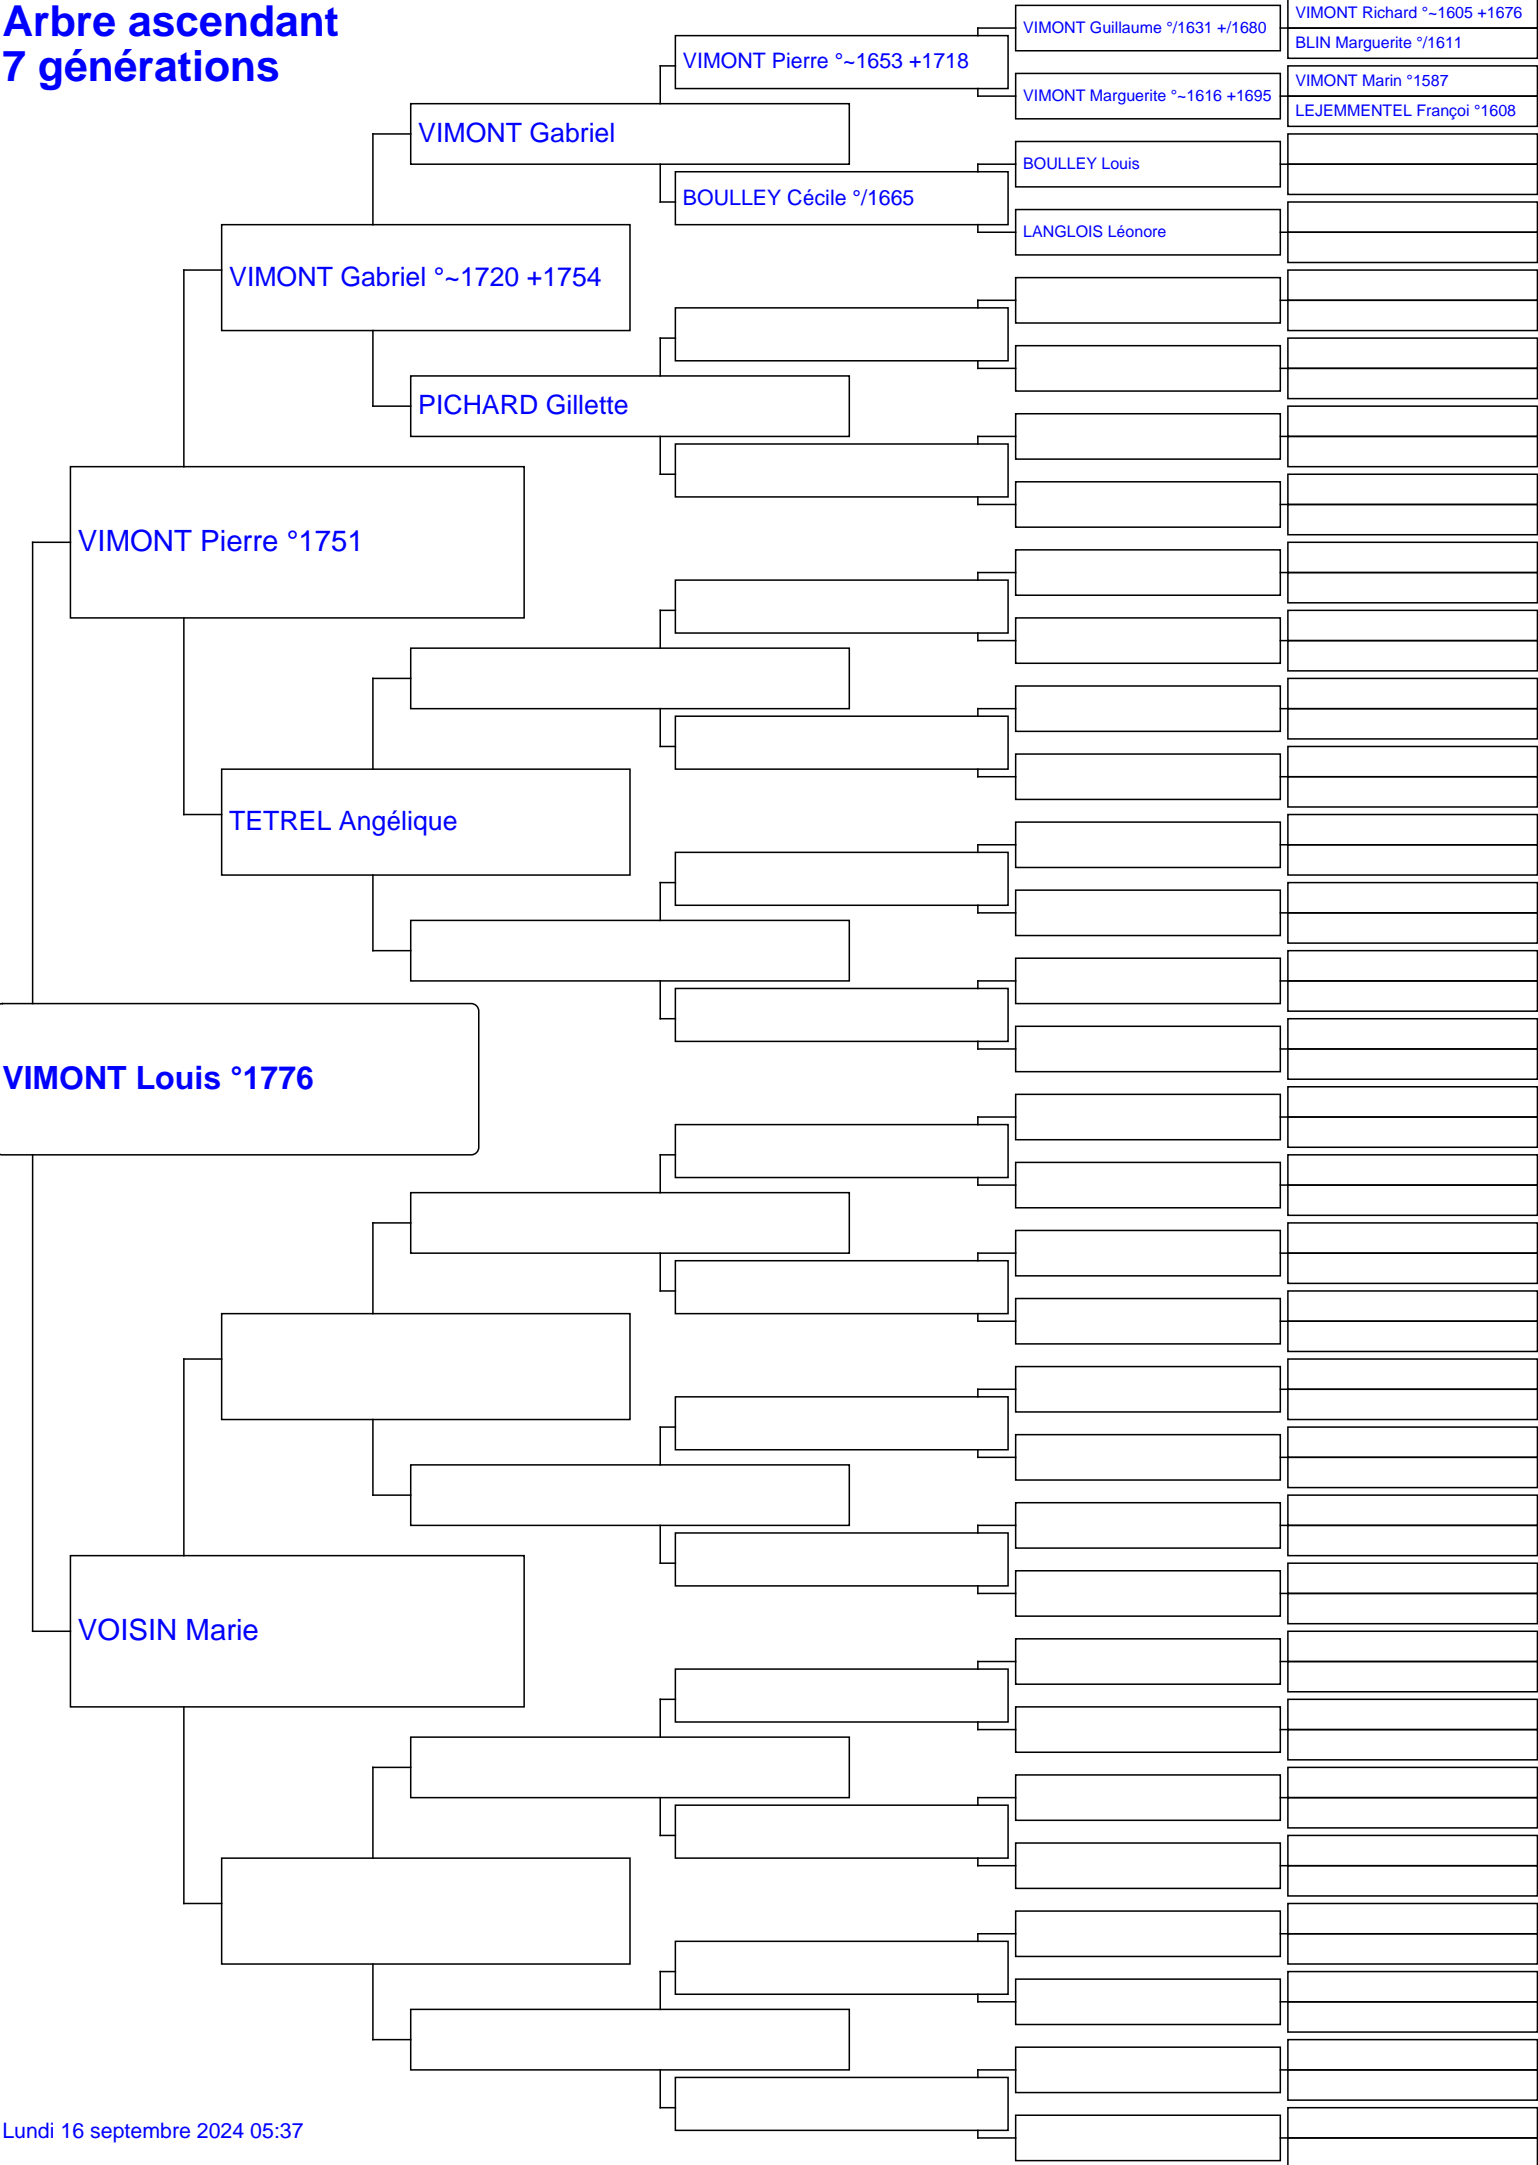 Arbre ascendant
7 générations
VIMONT Richard °~1605 +1676
VIMONT Guillaume °/1631 +/1680
BLIN Marguerite °/1611
VIMONT Pierre °~1653 +1718
VIMONT Marin °1587
VIMONT Marguerite °~1616 +1695
LEJEMMENTEL Françoi °1608
VIMONT Gabriel
BOULLEY Louis
BOULLEY Cécile °/1665
LANGLOIS Léonore
VIMONT Gabriel °~1720 +1754
PICHARD Gillette
VIMONT Pierre °1751
TETREL Angélique
VIMONT Louis °1776
VOISIN Marie
Lundi 16 septembre 2024 05:37